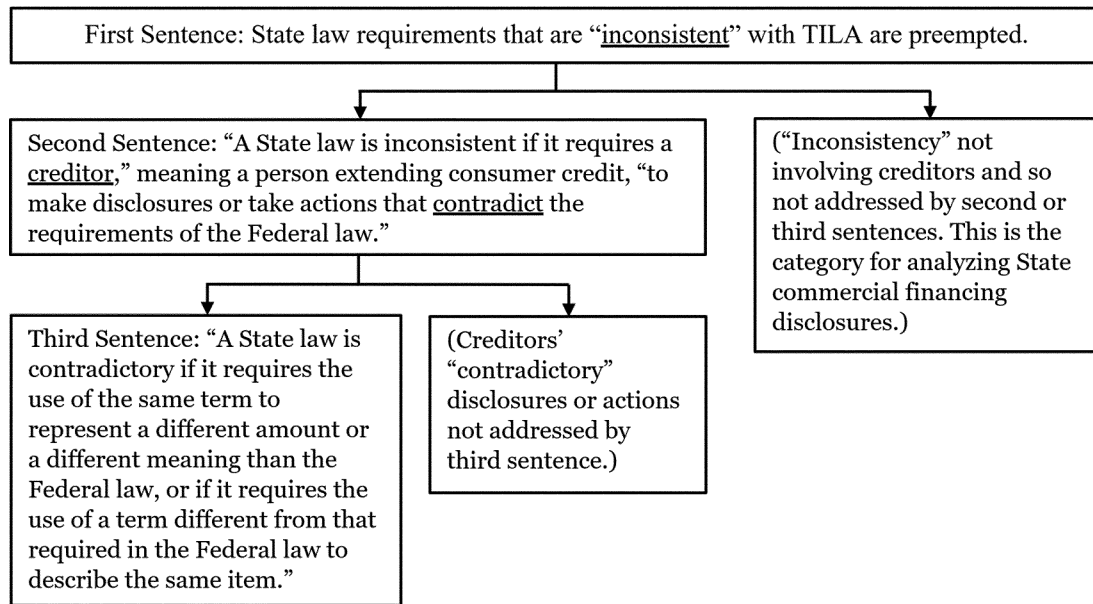 First Sentence: State law requirements that are “inconsistent” with TILA are preempted.
Second Sentence: “A State law is inconsistent if it requires a
creditor,” meaning a person extending consumer credit, “to
make disclosures or take actions that contradict the
requirements of the Federal law.”
(“Inconsistency” not
involving creditors and so
not addressed by second or
third sentences. This is the
category for analyzing State
commercial financing
disclosures.)
Third Sentence: “A State law is
contradictory if it requires the
use of the same term to
represent a different amount or
a different meaning than the
Federal law, or if it requires the
use of a term different from that
required in the Federal law to
describe the same item.”
(Creditors’
“contradictory”
disclosures or actions
not addressed by
third sentence.)